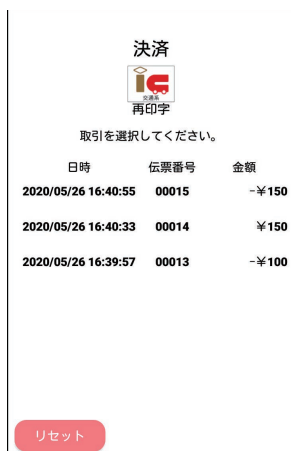 決済
交通系
再印字
取引を選択してください。
日時 伝票番号 金額
2020/05/26 16:40:55 00015 -￥150
2020/05/26 16:40:33 00014 ￥150
2020/05/26 16:39:57 00013 -￥100
リセット